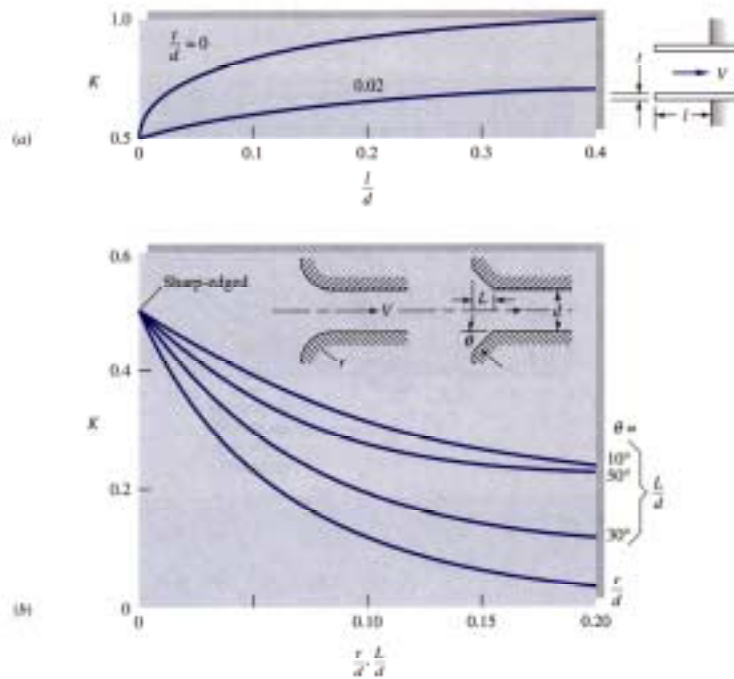 1.0
t/d = 0
K
0.02
t
V
l
0.5
(a)
0 0.1 0.2 0.3 0.4
l/d
0.6
Sharp-edged
L
V
d
θ
r
0.4
K
θ =
10°
50°
L/d
0.2
30°
r/d
0
(b)
0.10 0.15 0.20
r/d, L/d